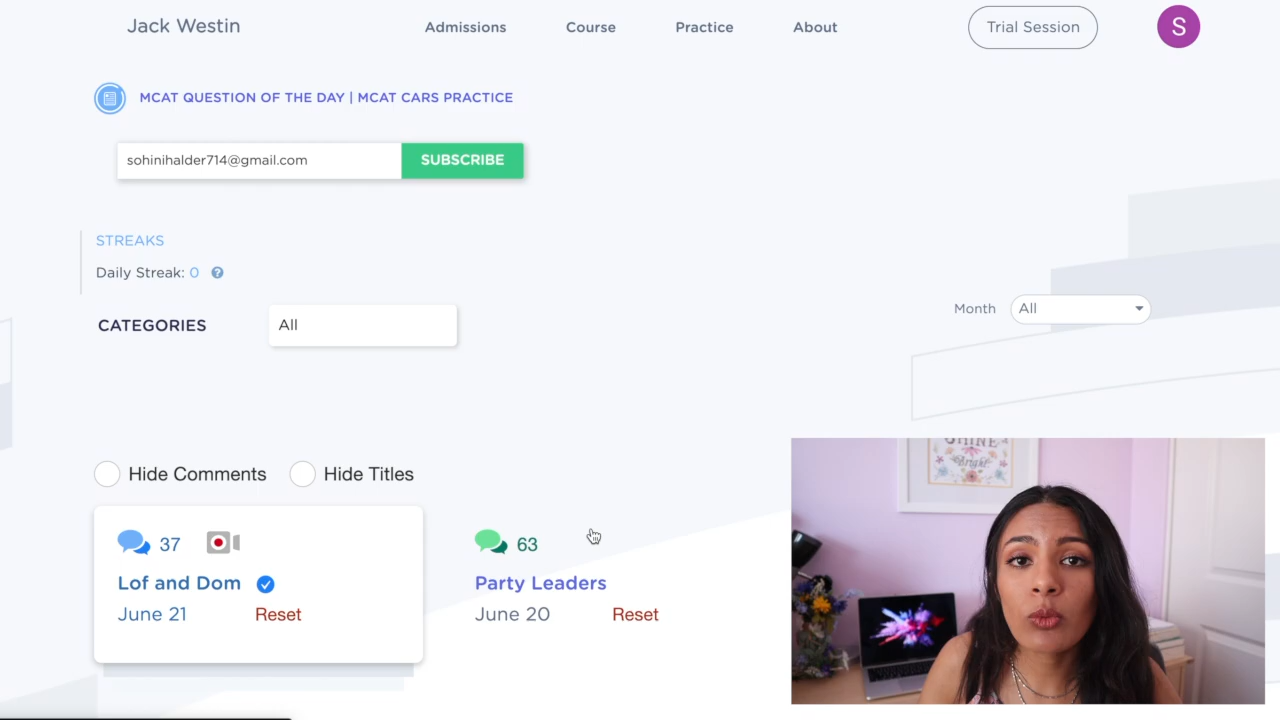 Jack Westin
Admissions
Course
Practice
About
Trial Session
S
MCAT QUESTION OF THE DAY | MCAT CARS PRACTICE
sohinihalder714@gmail.com
SUBSCRIBE
STREAKS
Daily Streak: 0 ?
CATEGORIES
All
Month
All
Hide Comments
Hide Titles
37
Lof and Dom
June 21
Reset
63
Party Leaders
June 20
Reset
SHINE
Bright